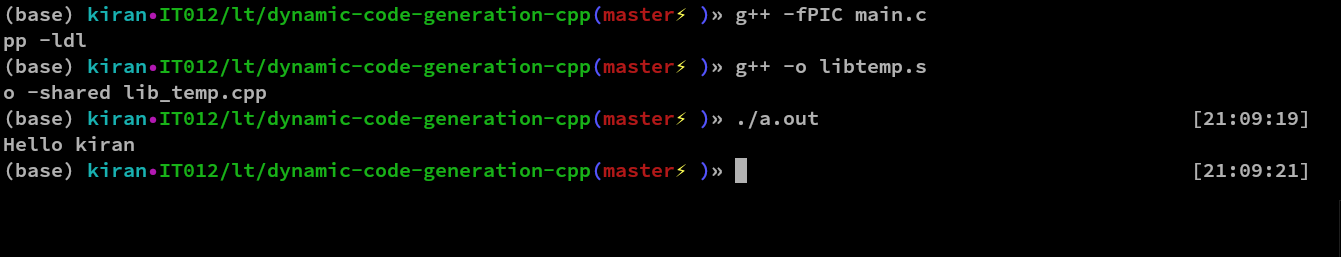 (base) kiran•IT012/lt/dynamic-code-generation-cpp(master⚡ )» g++ -fPIC main.c
pp -ldl
(base) kiran•IT012/lt/dynamic-code-generation-cpp(master⚡ )» g++ -o libtemp.s
o -shared lib_temp.cpp
(base) kiran•IT012/lt/dynamic-code-generation-cpp(master⚡ )» ./a.out [21:09:19]
Hello kiran
(base) kiran•IT012/lt/dynamic-code-generation-cpp(master⚡ )» [21:09:21]